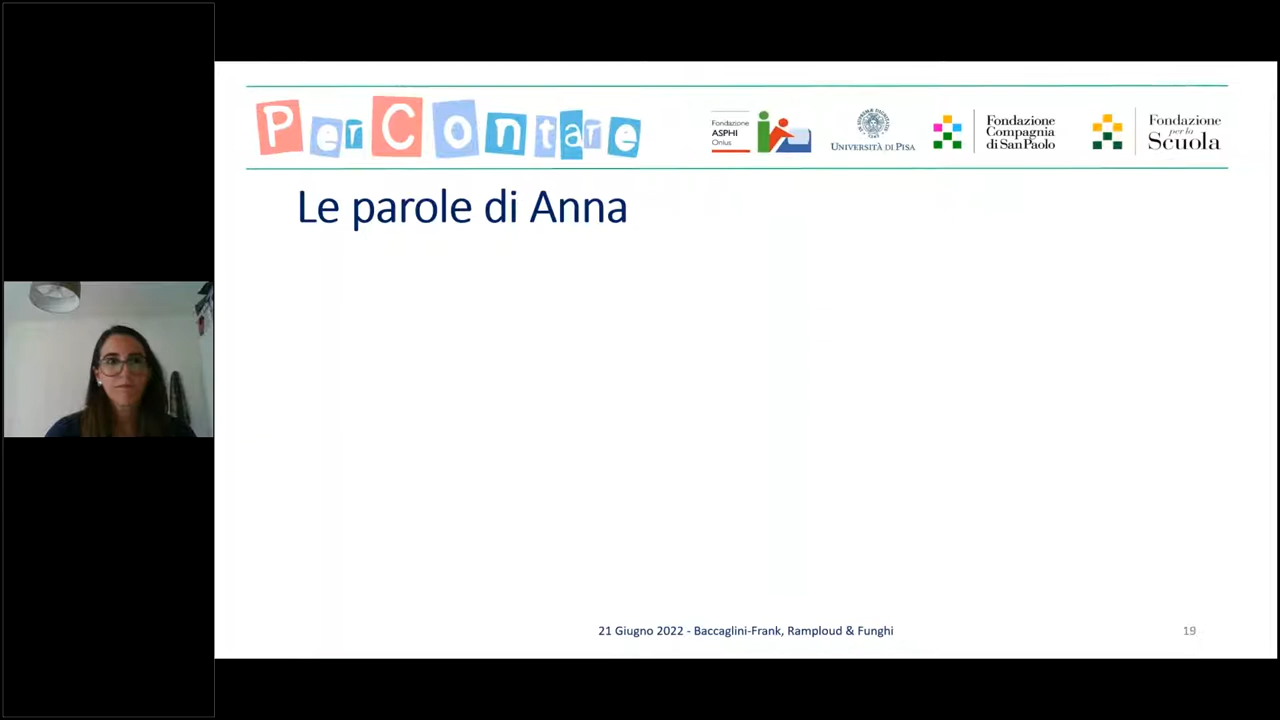 PerContare
Fondazione
ASPHI
Onlus
UNIVERSITÀ DI PISA
Fondazione
Compagnia
di San Paolo
Fondazione
per la
Scuola
Le parole di Anna
21 Giugno 2022 - Baccaglini-Frank, Ramploud & Funghi
19